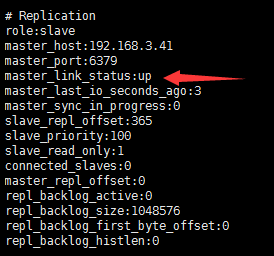 # Replication
role:slave
master_host:192.168.3.41
master_port:6379
master_link_status:up
master_last_io_seconds_ago:3
master_sync_in_progress:0
slave_repl_offset:365
slave_priority:100
slave_read_only:1
connected_slaves:0
master_repl_offset:0
repl_backlog_active:0
repl_backlog_size:1048576
repl_backlog_first_byte_offset:0
repl_backlog_histlen:0